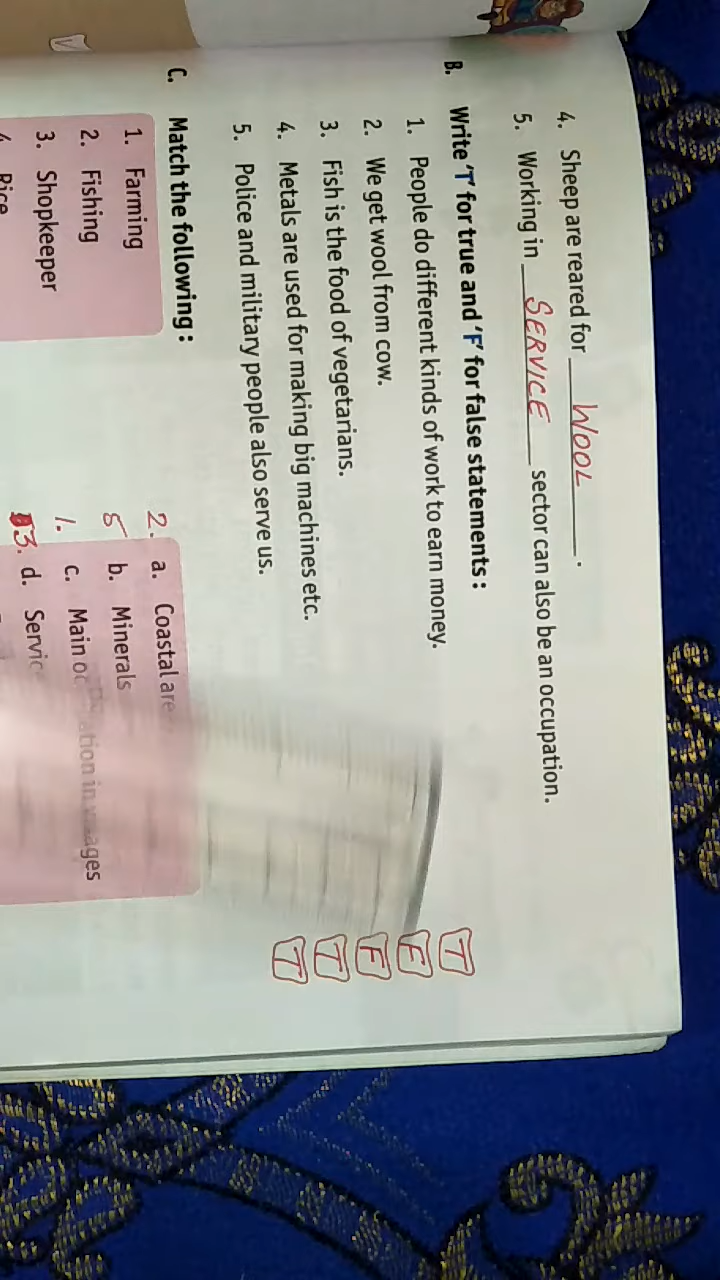 4. Sheep are reared for WOOL.
5. Working in SERVICE sector can also be an occupation.
B. Write 'T' for true and 'F' for false statements :
1. People do different kinds of work to earn money. T
2. We get wool from cow. F
3. Fish is the food of vegetarians. F
4. Metals are used for making big machines etc. T
5. Police and military people also serve us. T
C. Match the following :
1. Farming 2. a. Coastal
2. Fishing 5 b. Minerals
3. Shopkeeper 1. c. Main in
4. Rice 3. d.